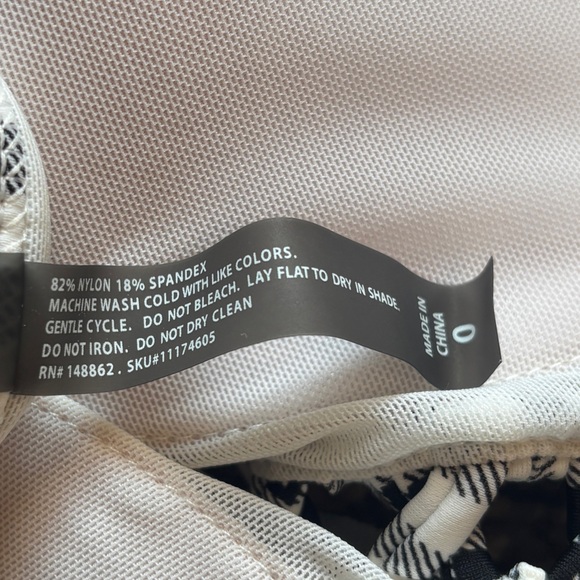 82% NYLON 18% SPANDEX
MACHINE WASH COLD WITH LIKE COLORS.
GENTLE CYCLE. DO NOT BLEACH. LAY FLAT TO DRY IN SHADE.
DO NOT IRON. DO NOT DRY CLEAN
RN# 148862 . SKU#11174605
MADE IN
CHINA
0